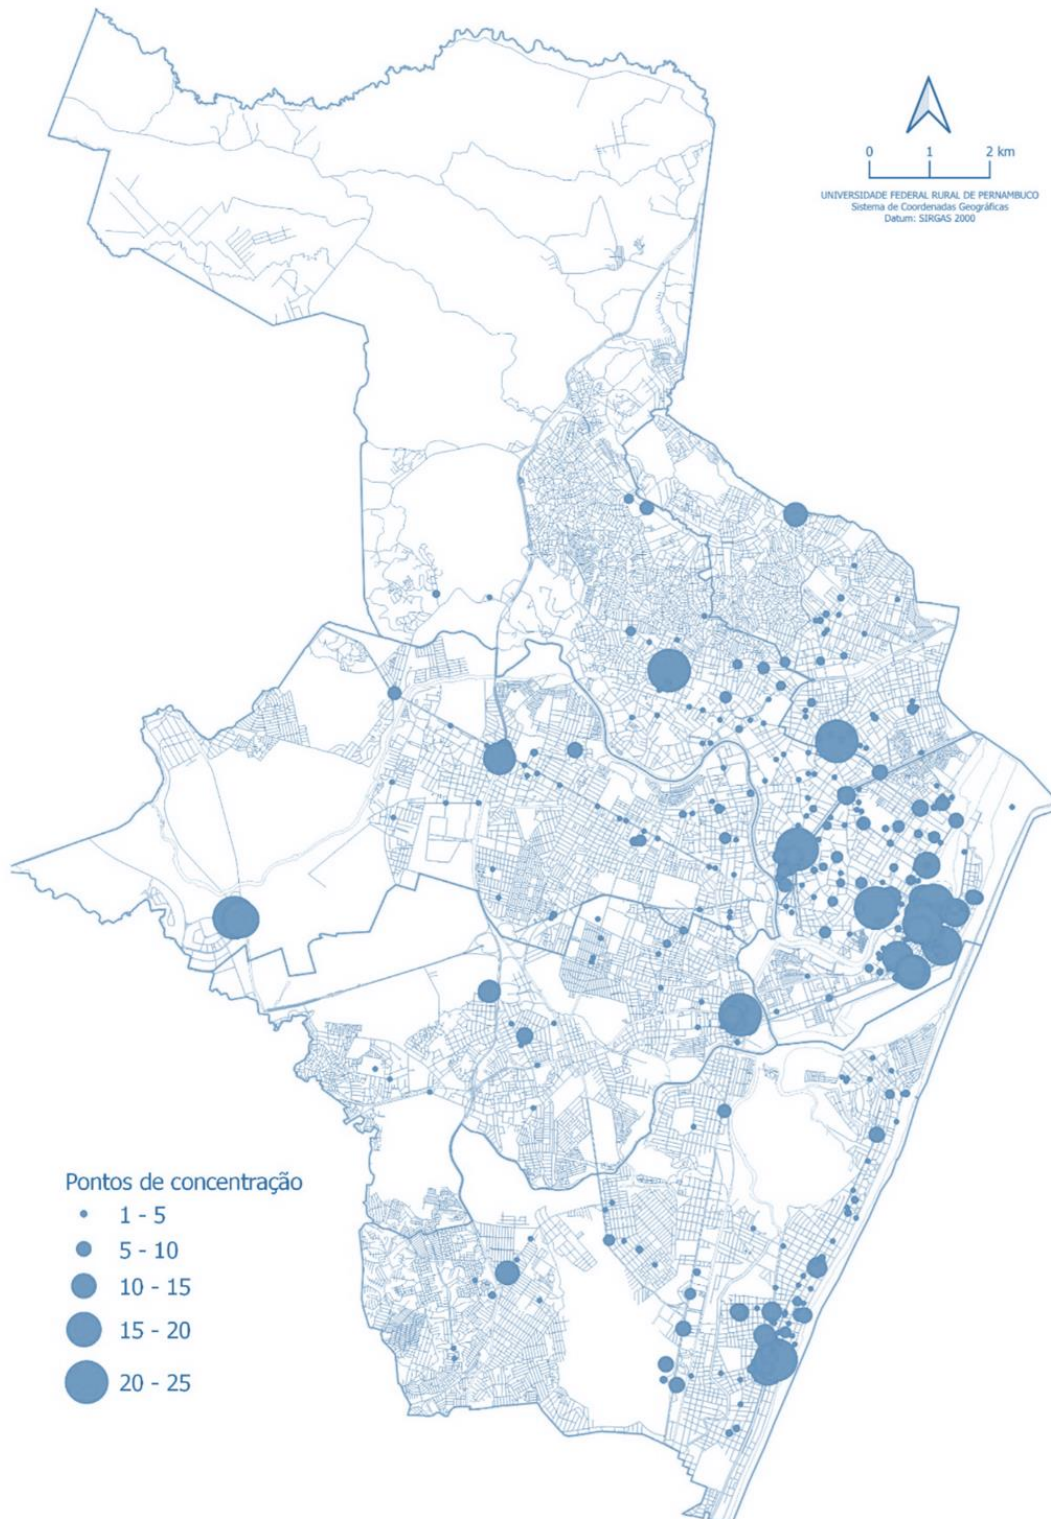 0 1 2 km
UNIVERSIDADE FEDERAL RURAL DE PERNAMBUCO
Sistema de Coordenadas Geográficas
Datum: SIRGAS 2000
Pontos de concentração
1 - 5
5 - 10
10 - 15
15 - 20
20 - 25